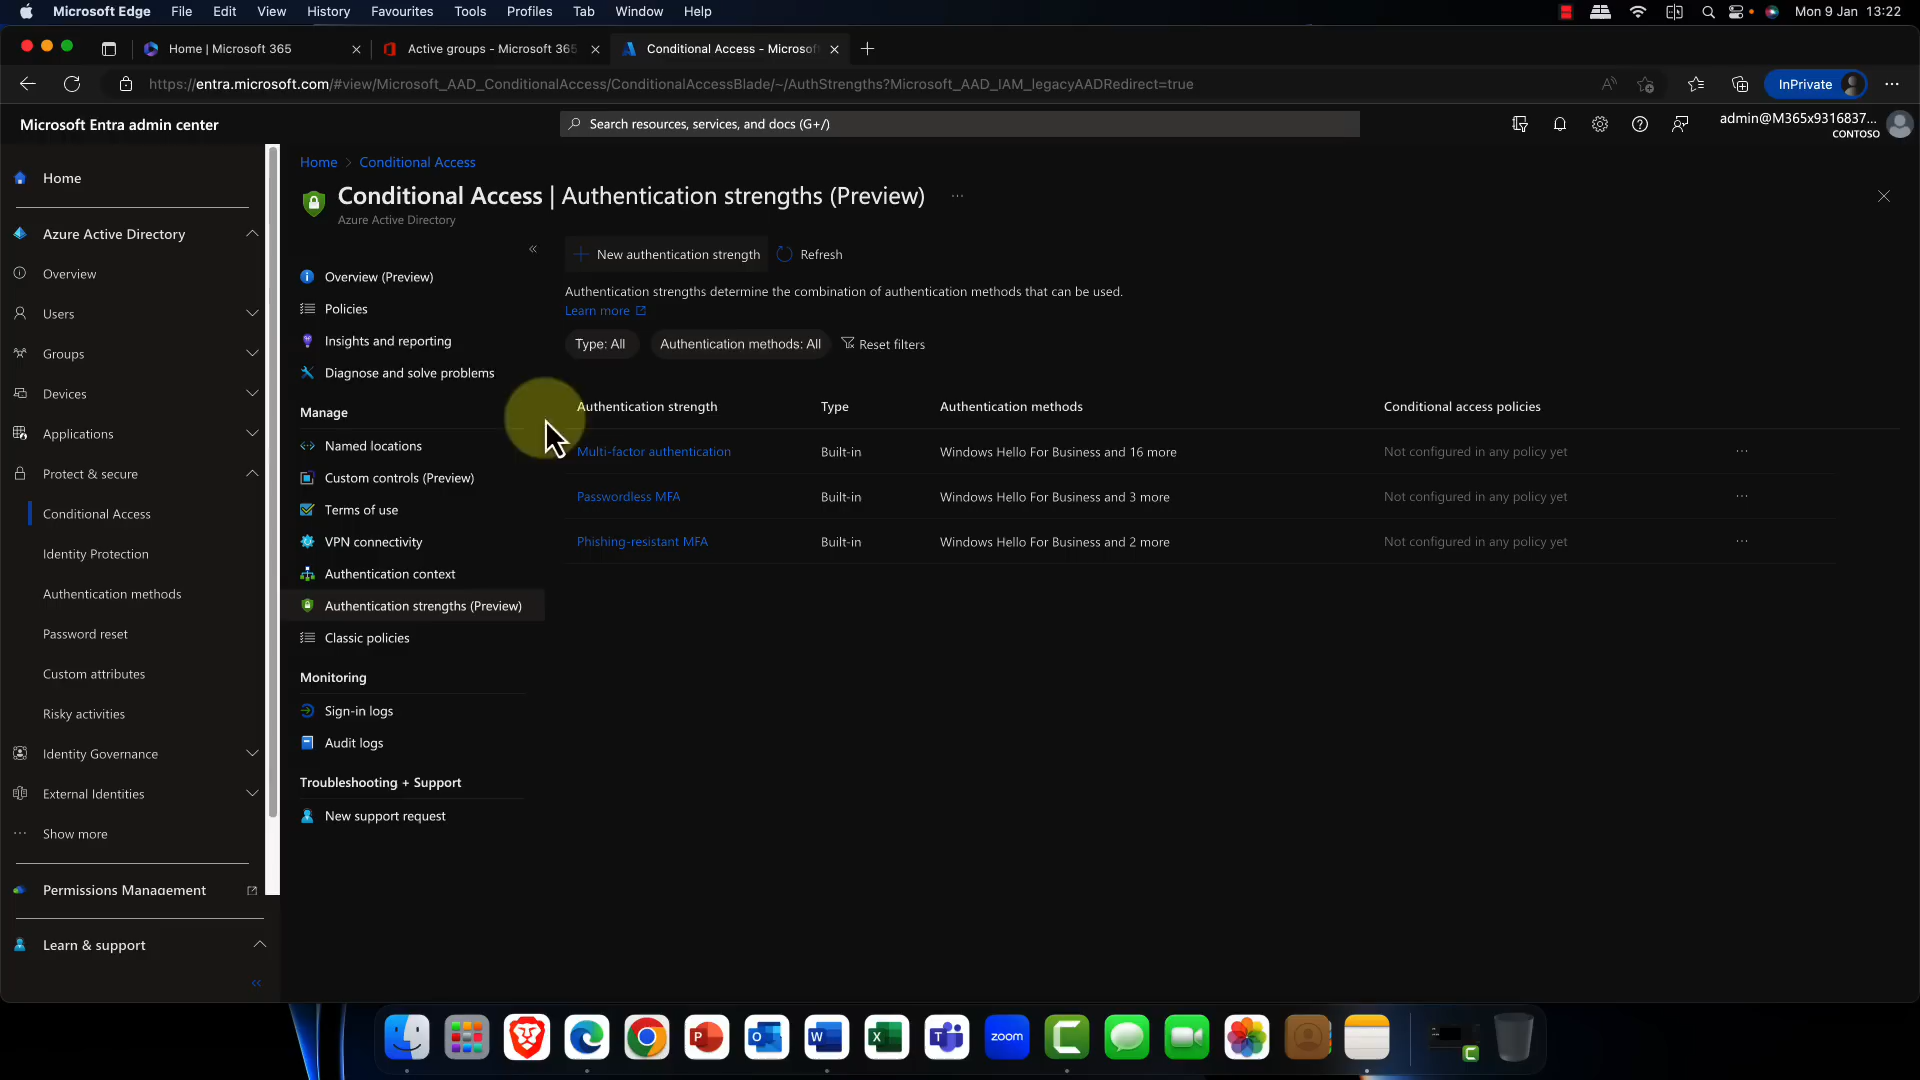 Microsoft Edge File Edit View History Favourites Tools Profiles Tab Window Help Mon 9 Jan 13:22
Home | Microsoft 365 Active groups - Microsoft 365 Conditional Access - Microsoft
https://entra.microsoft.com/#view/Microsoft_AAD_ConditionalAccess/ConditionalAccessBlade/~/AuthStrengths?Microsoft_AAD_IAM_legacyAADRedirect=true InPrivate
Microsoft Entra admin center
Search resources, services, and docs (G+/)
admin@M365x9316837...
CONTOSO
Home
Azure Active Directory
Overview
Users
Groups
Devices
Applications
Protect & secure
Conditional Access
Identity Protection
Authentication methods
Password reset
Custom attributes
Risky activities
Identity Governance
External Identities
Show more
Permissions Management
Learn & support
Home > Conditional Access
Conditional Access | Authentication strengths (Preview)
Azure Active Directory
Overview (Preview)
Policies
Insights and reporting
Diagnose and solve problems
Manage
Named locations
Custom controls (Preview)
Terms of use
VPN connectivity
Authentication context
Authentication strengths (Preview)
Classic policies
Monitoring
Sign-in logs
Audit logs
Troubleshooting + Support
New support request
New authentication strength Refresh
Authentication strengths determine the combination of authentication methods that can be used.
Learn more
Type: All Authentication methods: All Reset filters
Authentication strength Type Authentication methods Conditional access policies
Multi-factor authentication Built-in Windows Hello For Business and 16 more Not configured in any policy yet
Passwordless MFA Built-in Windows Hello For Business and 3 more Not configured in any policy yet
Phishing-resistant MFA Built-in Windows Hello For Business and 2 more Not configured in any policy yet
zoom